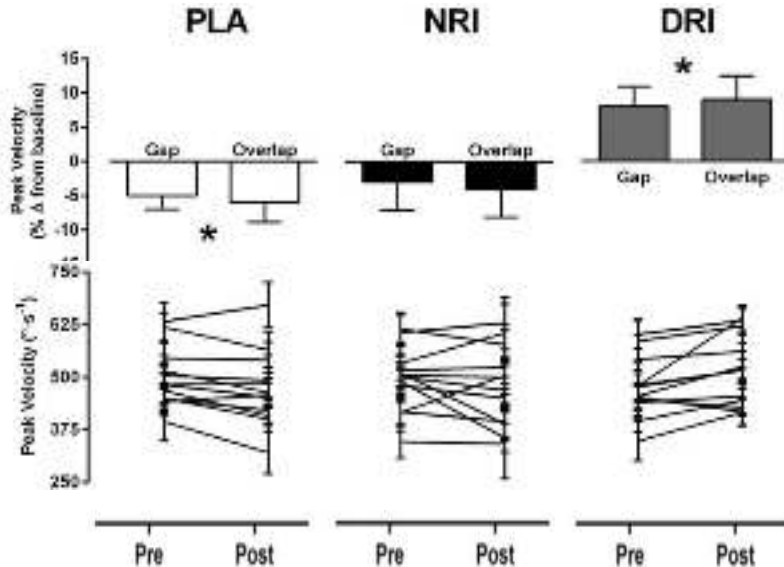 PLA NRI DRI
Peak Velocity
(% Δ from baseline)
15
10
5
0
-5
-10
-15
Gap Overlap
*
Gap Overlap
*
Gap Overlap
Peak Velocity (°·s⁻¹)
750
625
500
375
250
Pre Post Pre Post Pre Post